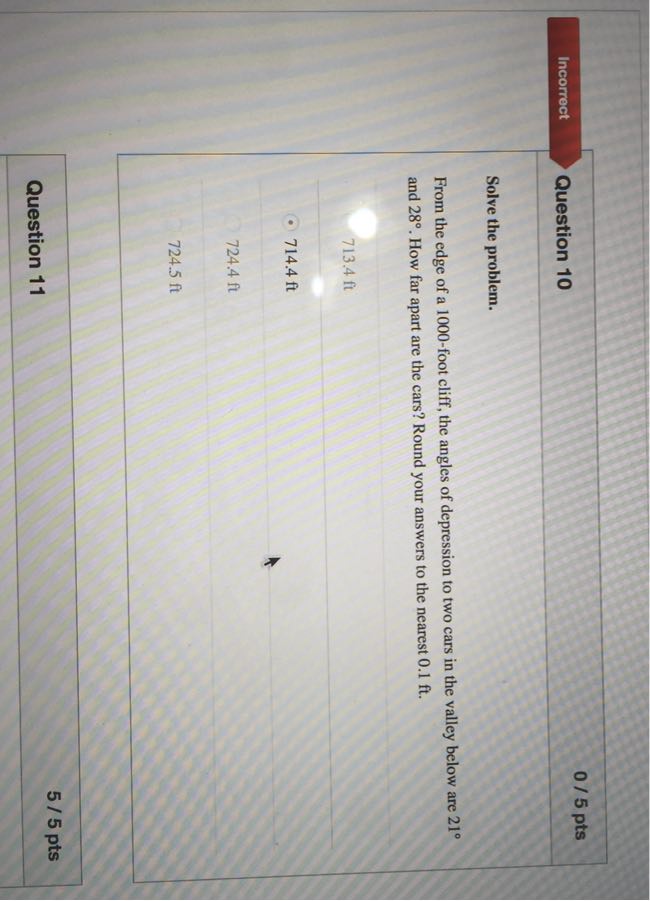 Incorrect
Question 10
0 / 5 pts
Solve the problem.
From the edge of a 1000-foot cliff, the angles of depression to two cars in the valley below are 21°
and 28°. How far apart are the cars? Round your answers to the nearest 0.1 ft.
713.4 ft
714.4 ft
724.4 ft
724.5 ft
Question 11
5 / 5 pts